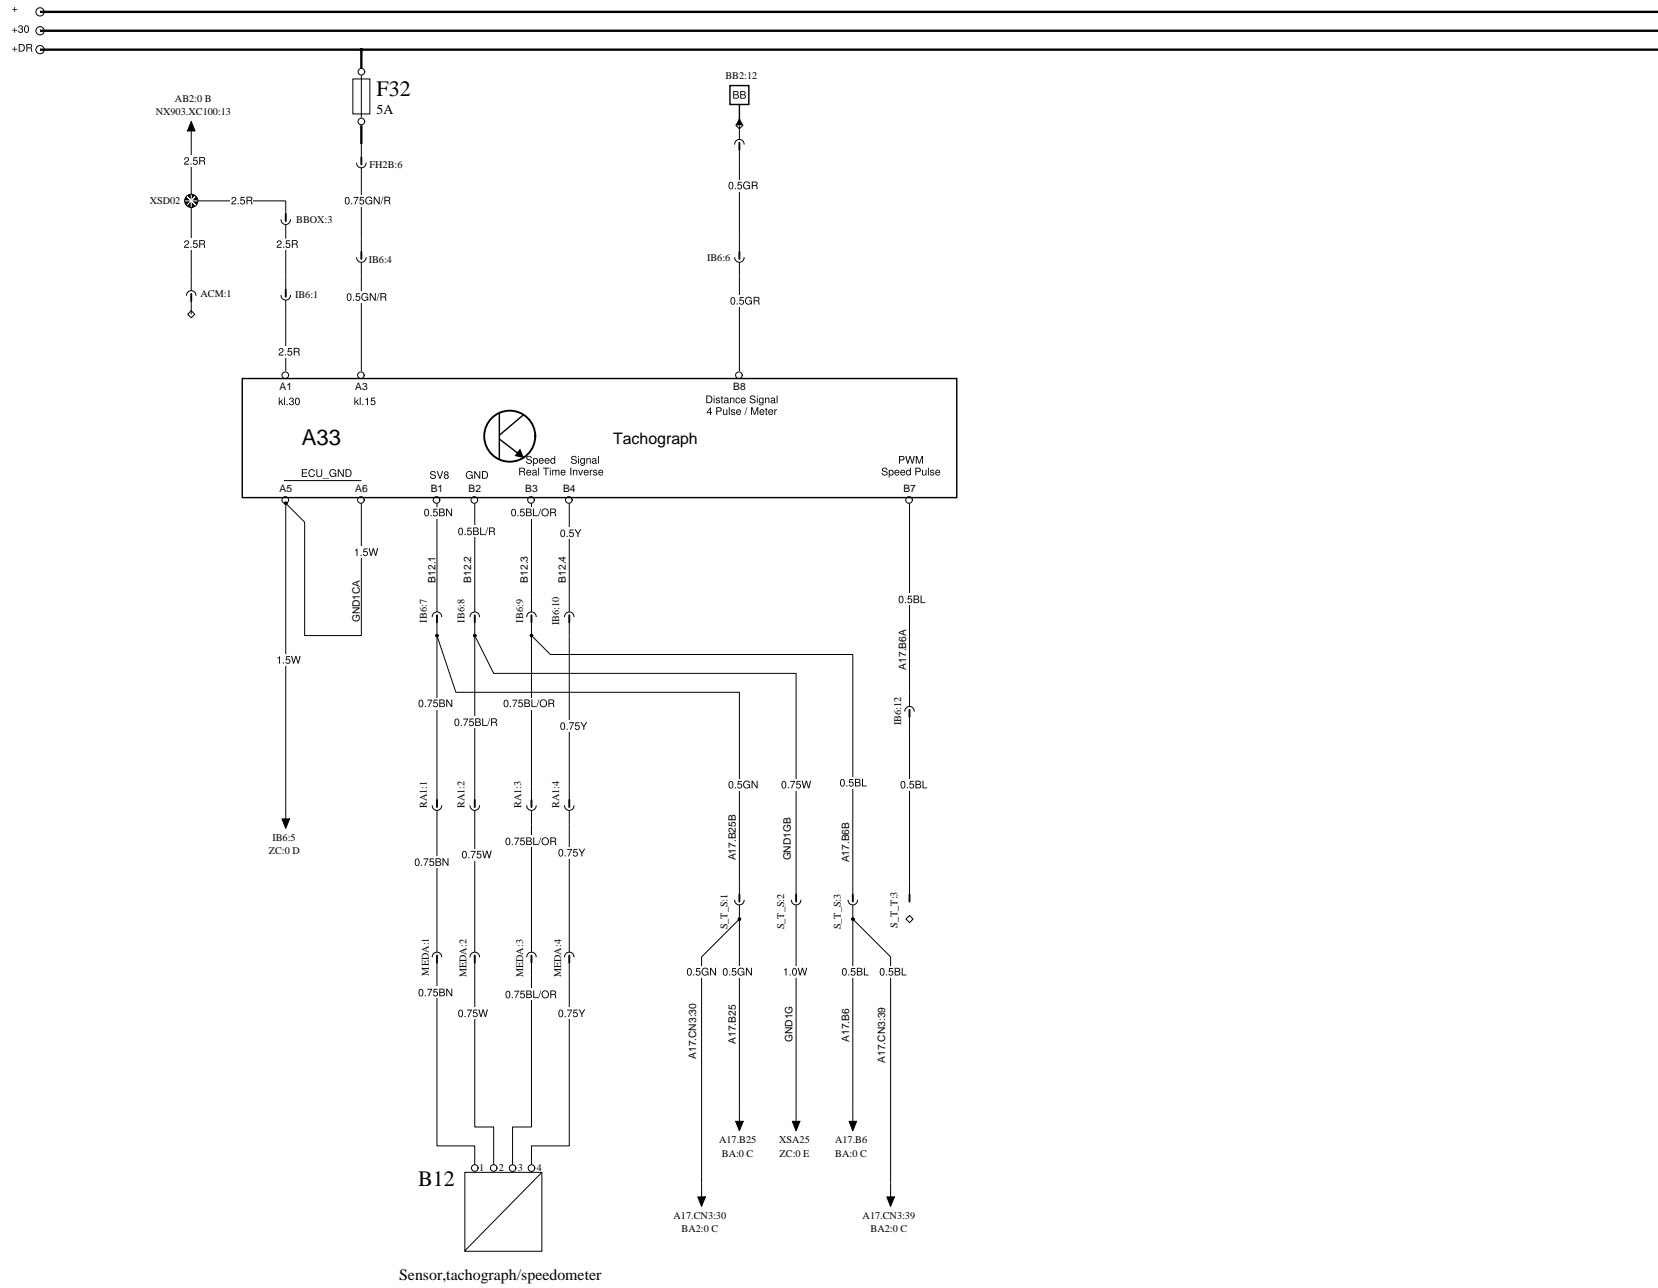 +
+30
+DR
F32
5A
BB2:12
BB
AB2:0 B
NX903.XC100:13
2.5R
FH2B:6
0.5GR
XSD02
2.5R
0.75GN/R
BBOX:3
2.5R
2.5R
IB6:4
IB6:6
ACM:1
IB6:1
0.5GN/R
0.5GR
2.5R
A1
A3
B8
kl.30
kl.15
Distance Signal
4 Pulse / Meter
A33
Tachograph
Speed Signal
Real Time Inverse
PWM
Speed Pulse
ECU_GND
SV8
GND
A5
A6
B1
B2
B3
B4
B7
0.5BN
0.5BL/R
0.5BL/OR
0.5Y
1.5W
GND1CA
B12.1
B12.2
B12.3
B12.4
IB6:7
IB6:8
IB6:9
IB6:10
0.5BL
A17.B6A
IB6:12
1.5W
0.75BN
0.75BL/R
0.75BL/OR
0.75Y
RA1:1
RA1:2
RA1:3
RA1:4
0.5GN
0.75W
0.5BL
0.5BL
A17.B25B
GND1GB
A17.B6B
IB6:5
ZC:0 D
0.75BN
0.75W
0.75BL/OR
0.75Y
S_T_S:1
S_T_S:2
S_T_S:3
S_T_T:3
MEDA:1
MEDA:2
MEDA:3
MEDA:4
0.5GN
0.5GN
1.0W
0.5BL
0.5BL
0.75BN
0.75W
0.75BL/OR
0.75Y
A17.CN3:30
A17.B25
GND1G
A17.B6
A17.CN3:39
A17.B25
BA:0 C
XSA25
ZC:0 E
A17.B6
BA:0 C
B12
1
2
3
4
A17.CN3:30
BA2:0 C
A17.CN3:39
BA2:0 C
Sensor,tachograph/speedometer